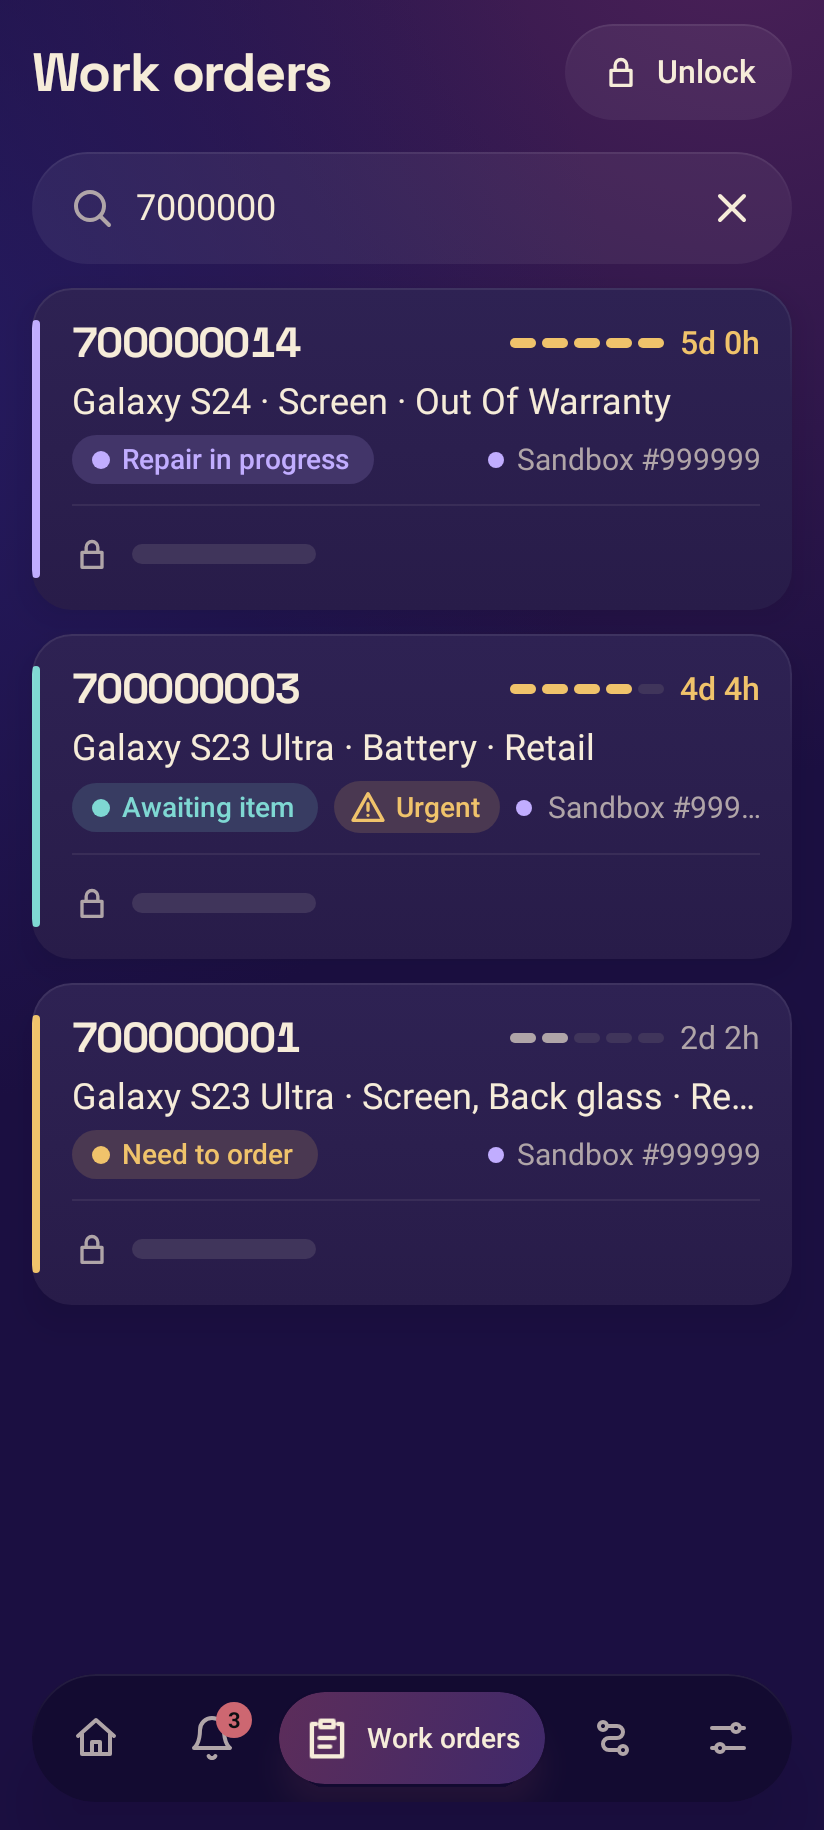 Work orders
Unlock
7000000
700000014
5d 0h
Galaxy S24 · Screen · Out Of Warranty
Repair in progress
Sandbox #999999
700000003
4d 4h
Galaxy S23 Ultra · Battery · Retail
Awaiting item
Urgent
Sandbox #999...
700000001
2d 2h
Galaxy S23 Ultra · Screen, Back glass · Re...
Need to order
Sandbox #999999
3
Work orders